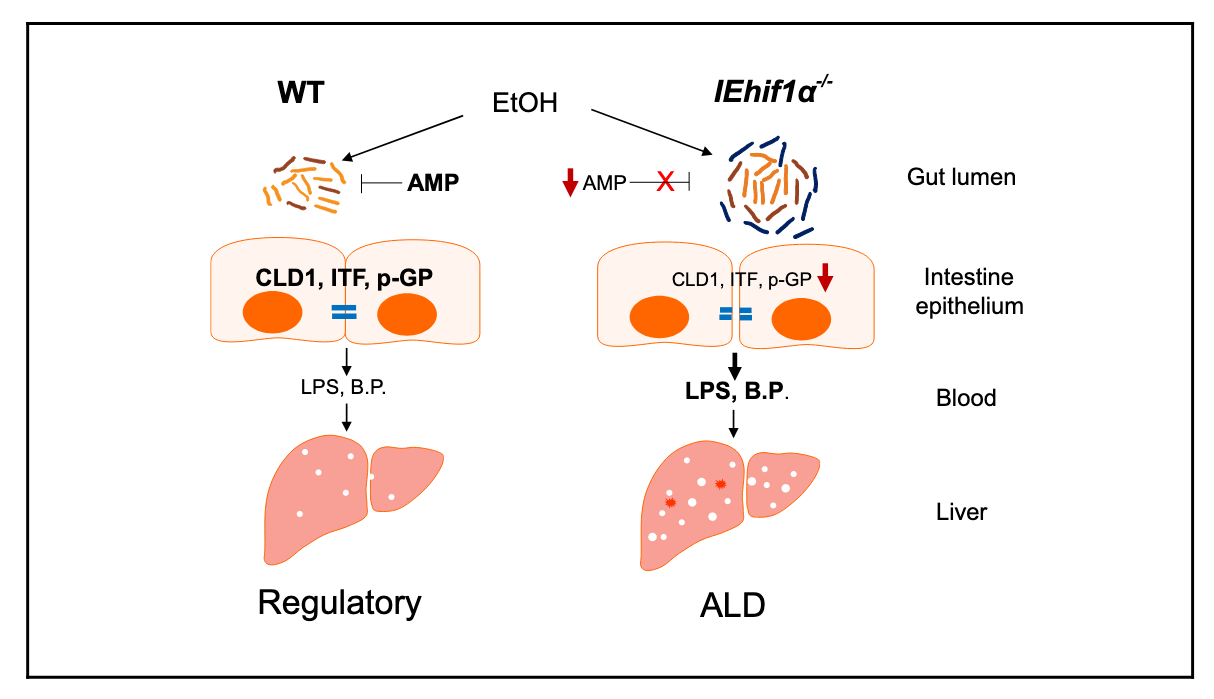 WT
EtOH
IEhif1α-/-
AMP
AMP
X
Gut lumen
CLD1, ITF, p-GP
CLD1, ITF, p-GP
Intestine
epithelium
LPS, B.P.
LPS, B.P.
Blood
Liver
Regulatory
ALD